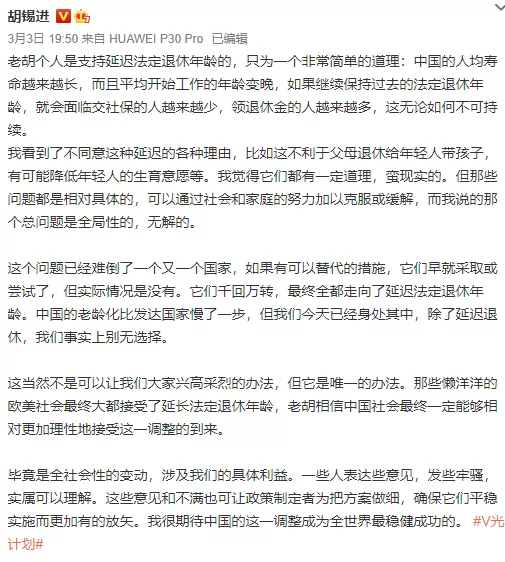 胡锡进
3月3日 19:50 来自 HUAWEI P30 Pro 已编辑
老胡个人是支持延迟法定退休年龄的，只为一个非常简单的道理：中国的人均寿
命越来越长，而且平均开始工作的年龄变晚，如果继续保持过去的法定退休年
龄，就会面临交社保的人越来越少，领退休金的人越来越多，这无论如何不可持
续。
我看到了不同意这种延迟的各种理由，比如这不利于父母退休给年轻人带孩子，
有可能降低年轻人的生育意愿等。我觉得它们都有一定道理，蛮现实的。但那些
问题都是相对具体的，可以通过社会和家庭的努力加以克服或缓解，而我说的那
个总问题是全局性的，无解的。
这个问题已经难倒了一个又一个国家，如果有可以替代的措施，它们早就采取或
尝试了，但实际情况是没有。它们千回万转，最终全都走向了延迟法定退休年
龄。中国的老龄化比发达国家慢了一步，但我们今天已经身处其中，除了延迟退
休，我们事实上别无选择。
这当然不是可以让我们大家兴高采烈的办法，但它是唯一的办法。那些懒洋洋的
欧美社会最终大都接受了延长法定退休年龄，老胡相信中国社会最终一定能够相
对更加理性地接受这一调整的到来。
毕竟是全社会性的变动，涉及我们的具体利益。一些人表达些意见，发些牢骚，
实属可以理解。这些意见和不满也可让政策制定者为把方案做细，确保它们平稳
实施而更加有的放矢。我很期待中国的这一调整成为全世界最稳健成功的。 #V光
计划#